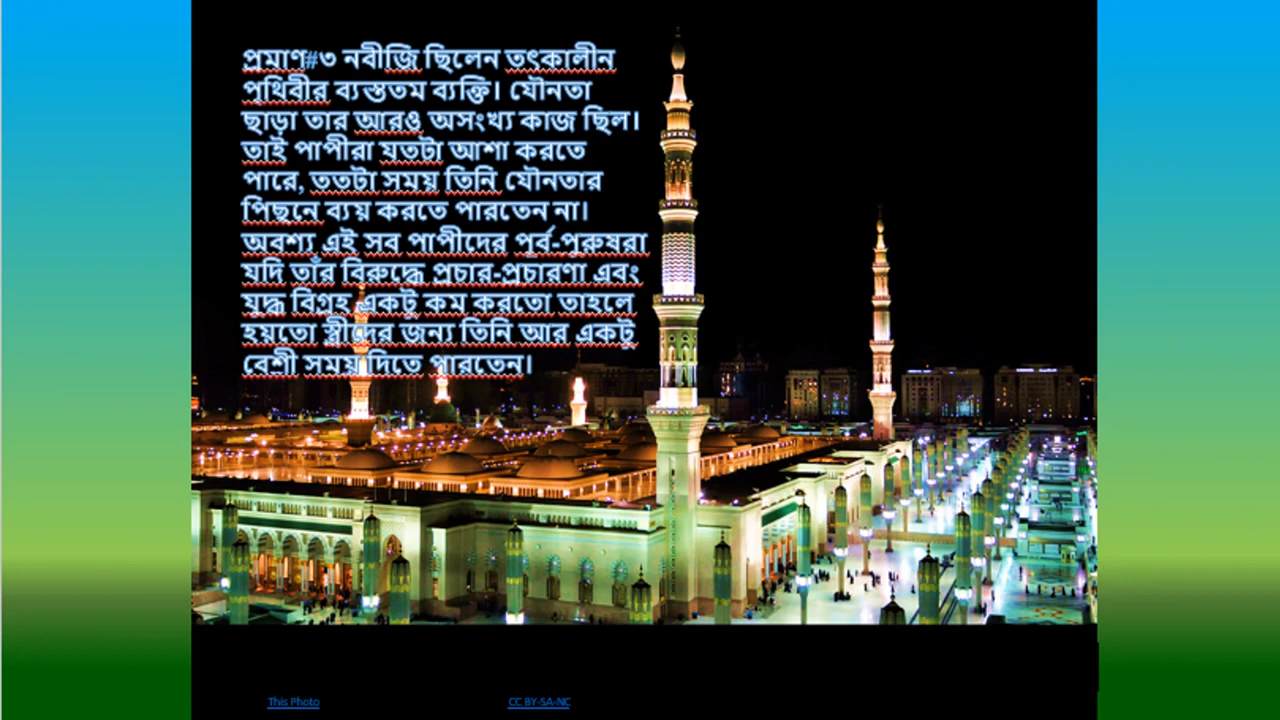 প্রমাণ#৩ নবীজি ছিলেন তৎকালীন
পৃথিবীর ব্যস্ততম ব্যক্তি। যৌনতা
ছাড়া তার আরও অসংখ্য কাজ ছিল।
তাই পাপীরা যতটা আশা করতে
পারে, ততটা সময় তিনি যৌনতার
পিছনে ব্যয় করতে পারতেন না।
অবশ্য এই সব পাপীদের পূর্ব-পুরুষরা
যদি তাঁর বিরুদ্ধে প্রচার-প্রচারণা এবং
যুদ্ধ বিগ্রহ একটু কম করতো তাহলে
হয়তো স্ত্রীদের জন্য তিনি আর একটু
বেশী সময় দিতে পারতেন।
This Photo CC BY-SA-NC